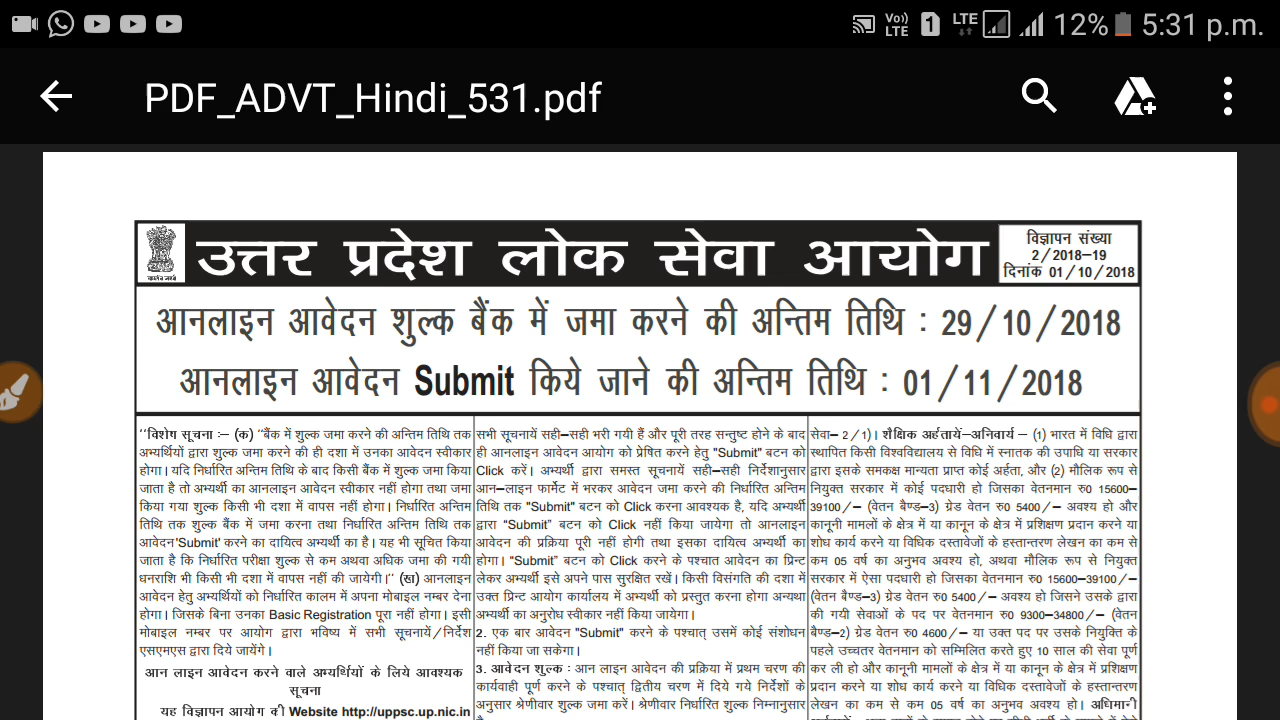 LTE 1 LTE 12% 5:31 p.m.
PDF_ADVT_Hindi_531.pdf
उत्तर प्रदेश लोक सेवा आयोग
विज्ञापन संख्या
2/2018–19
दिनांक 01/10/2018
आनलाइन आवेदन शुल्क बैंक में जमा करने की अन्तिम तिथि : 29/10/2018
आनलाइन आवेदन Submit किये जाने की अन्तिम तिथि : 01/11/2018
''विशेष सूचना :– (क) ''बैंक में शुल्क जमा करने की अन्तिम तिथि तक
अभ्यर्थियों द्वारा शुल्क जमा करने की ही दशा में उनका आवेदन स्वीकार
होगा। यदि निर्धारित अन्तिम तिथि के बाद किसी बैंक में शुल्क जमा किया
जाता है तो अभ्यर्थी का आनलाइन आवेदन स्वीकार नहीं होगा तथा जमा
किया गया शुल्क किसी भी दशा में वापस नहीं होगा। निर्धारित अन्तिम
तिथि तक शुल्क बैंक में जमा करना तथा निर्धारित अन्तिम तिथि तक
आवेदन'Submit' करने का दायित्व अभ्यर्थी का है। यह भी सूचित किया
जाता है कि निर्धारित परीक्षा शुल्क से कम अथवा अधिक जमा की गयी
धनराशि भी किसी भी दशा में वापस नहीं की जायेगी।'' (खा) आनलाइन
आवेदन हेतु अभ्यर्थियों को निर्धारित कालम में अपना मोबाइल नम्बर देना
होगा। जिसके बिना उनका Basic Registration पूरा नहीं होगा। इसी
मोबाइल नम्बर पर आयोग द्वारा भविष्य में सभी सूचनायें/निर्देश
एसएमएस द्वारा दिये जायेंगे।
आन लाइन आवेदन करने वाले अभ्यर्थियों के लिये आवश्यक
सूचना
यह विज्ञापन आयोग की Website http://uppsc.up.nic.in
सभी सूचनायें सही–सही भरी गयी हैं और पूरी तरह सन्तुष्ट होने के बाद
ही आनलाइन आवेदन आयोग को प्रेषित करने हेतु "Submit" बटन को
Click करें। अभ्यर्थी द्वारा समस्त सूचनायें सही–सही निर्देशानुसार
आन–लाइन फार्मेट में भरकर आवेदन जमा करने की निर्धारित अन्तिम
तिथि तक "Submit" बटन को Click करना आवश्यक है, यदि अभ्यर्थी
द्वारा "Submit" बटन को Click नहीं किया जायेगा तो आनलाइन
आवेदन की प्रक्रिया पूरी नहीं होगी तथा इसका दायित्व अभ्यर्थी का
होगा। "Submit" बटन को Click करने के पश्चात आवेदन का प्रिन्ट
लेकर अभ्यर्थी इसे अपने पास सुरक्षित रखें। किसी विसंगति की दशा में
उक्त प्रिन्ट आयोग कार्यालय में अभ्यर्थी को प्रस्तुत करना होगा अन्यथा
अभ्यर्थी का अनुरोध स्वीकार नहीं किया जायेगा।
2. एक बार आवेदन "Submit" करने के पश्चात् उसमें कोई संशोधन
नहीं किया जा सकेगा।
3. आवेदन शुल्क : आन लाइन आवेदन की प्रक्रिया में प्रथम चरण की
कार्यवाही पूर्ण करने के पश्चात् द्वितीय चरण में दिये गये निर्देशों के
अनुसार श्रेणीवार शुल्क जमा करें। श्रेणीवार निर्धारित शुल्क निम्नानुसार
सेवा– 2/1)। शैक्षिक अर्हतायें–अनिवार्य – (1) भारत में विधि द्वारा
स्थापित किसी विश्वविद्यालय से विधि में स्नातक की उपाधि या सरकार
द्वारा इसके समकक्ष मान्यता प्राप्त कोई अर्हता, और (2) मौलिक रूप से
नियुक्त सरकार में कोई पदधारी हो जिसका वेतनमान रु0 15600–
39100/– (वेतन बैण्ड–3) ग्रेड वेतन रु0 5400/– अवश्य हो और
कानूनी मामलों के क्षेत्र में या कानून के क्षेत्र में प्रशिक्षण प्रदान करने या
शोध कार्य करने या विधिक दस्तावेजों के हस्तान्तरण लेखन का कम से
कम 05 वर्ष का अनुभव अवश्य हो, अथवा मौलिक रूप से नियुक्त
सरकार में ऐसा पदधारी हो जिसका वेतनमान रु0 15600–39100/–
(वेतन बैण्ड–3) ग्रेड वेतन रु0 5400/– अवश्य हो जिसने उसके द्वारा
की गयी सेवाओं के पद पर वेतनमान रु0 9300–34800/– (वेतन
बैण्ड–2) ग्रेड वेतन रु0 4600/– या उक्त पद पर उसके नियुक्ति के
पहले उच्चतर वेतनमान को सम्मिलित करते हुए 10 साल की सेवा पूर्ण
कर ली हो और कानूनी मामलों के क्षेत्र में या कानून के क्षेत्र में प्रशिक्षण
प्रदान करने या शोध कार्य करने या विधिक दस्तावेजों के हस्तान्तरण
लेखन का कम से कम 05 वर्ष का अनुभव अवश्य हो। अधिमानी